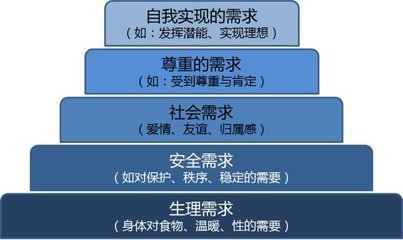 自我实现的需求
（如：发挥潜能、实现理想）
尊重的需求
（如：受到尊重与肯定）
社会需求
（爱情、友谊、归属感）
安全需求
（如对保护、秩序、稳定的需要）
生理需求
（身体对食物、温暖、性的需要）